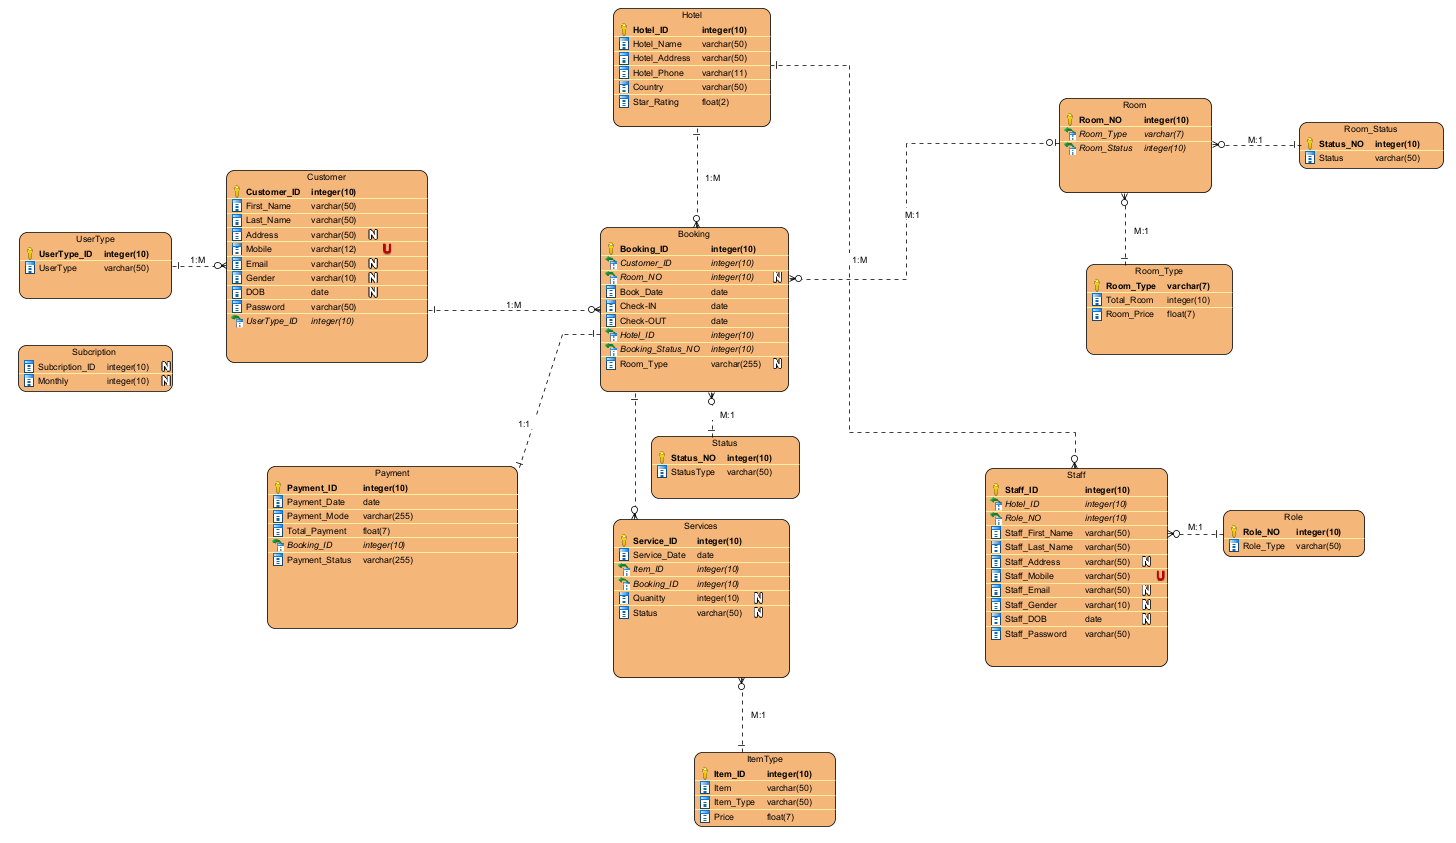 Hotel
Hotel_ID integer(10)
Hotel_Name varchar(50)
Hotel_Address varchar(50)
Hotel_Phone varchar(11)
Country varchar(50)
Star_Rating float(2)
1:M
1:M
Room
Room_NO integer(10)
Room_Type varchar(7)
Room_Status integer(10)
M:1
Room_Status
Status_NO integer(10)
Status varchar(50)
M:1
M:1
Room_Type
Room_Type varchar(7)
Total_Room integer(10)
Room_Price float(7)
Customer
Customer_ID integer(10)
First_Name varchar(50)
Last_Name varchar(50)
Address varchar(50) N
Mobile varchar(12) U
Email varchar(50) N
Gender varchar(10) N
DOB date N
Password varchar(50)
UserType_ID integer(10)
UserType
UserType_ID integer(10)
UserType varchar(50)
1:M
1:M
Subcription
Subcription_ID integer(10) N
Monthly integer(10) N
Booking
Booking_ID integer(10)
Customer_ID integer(10)
Room_NO integer(10) N
Book_Date date
Check-IN date
Check-OUT date
Hotel_ID integer(10)
Booking_Status_NO integer(10)
Room_Type varchar(255) N
1:1
M:1
Status
Status_NO integer(10)
StatusType varchar(50)
Payment
Payment_ID integer(10)
Payment_Date date
Payment_Mode varchar(255)
Total_Payment float(7)
Booking_ID integer(10)
Payment_Status varchar(255)
Services
Service_ID integer(10)
Service_Date date
Item_ID integer(10)
Booking_ID integer(10)
Quanitty integer(10) N
Status varchar(50) N
M:1
Staff
Staff_ID integer(10)
Hotel_ID integer(10)
Role_NO integer(10)
Staff_First_Name varchar(50)
Staff_Last_Name varchar(50)
Staff_Address varchar(50) N
Staff_Mobile varchar(50) U
Staff_Email varchar(50) N
Staff_Gender varchar(10) N
Staff_DOB date N
Staff_Password varchar(50)
M:1
Role
Role_NO integer(10)
Role_Type varchar(50)
ItemType
Item_ID integer(10)
Item varchar(50)
Item_Type varchar(50)
Price float(7)